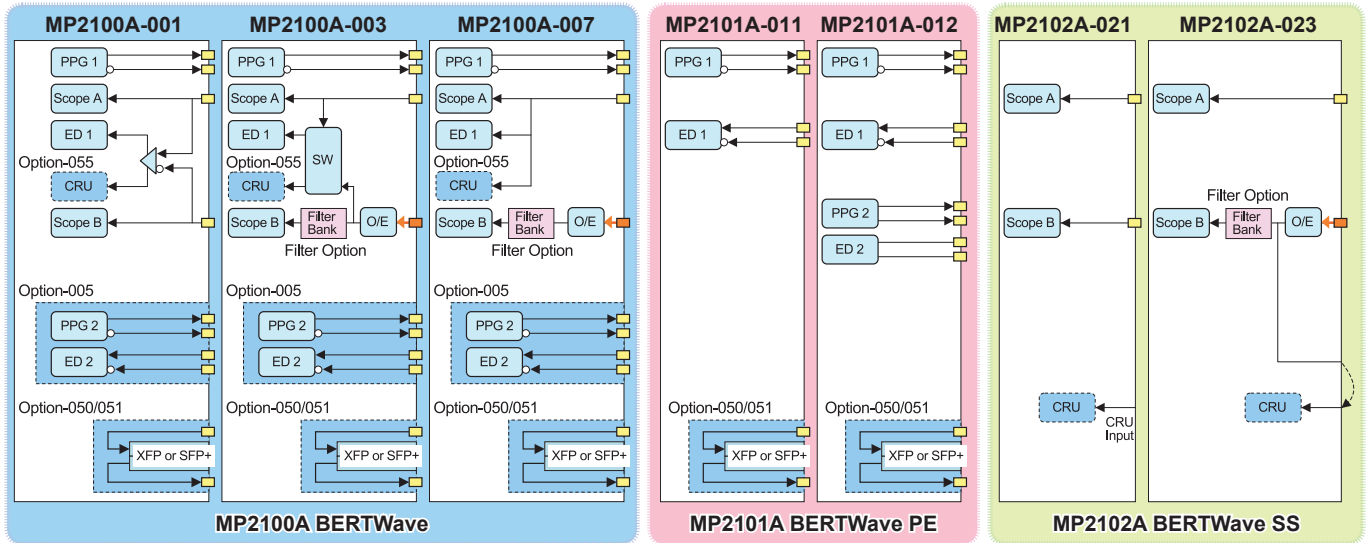 MP2100A-001
PPG 1
Scope A
ED 1
Option-055
CRU
Scope B
Option-005
PPG 2
ED 2
Option-050/051
XFP or SFP+
MP2100A-003
PPG 1
Scope A
ED 1
SW
Option-055
CRU
Scope B
Filter
Bank
O/E
Filter Option
Option-005
PPG 2
ED 2
Option-050/051
XFP or SFP+
MP2100A-007
PPG 1
Scope A
ED 1
Option-055
CRU
Scope B
Filter
Bank
O/E
Filter Option
Option-005
PPG 2
ED 2
Option-050/051
XFP or SFP+
MP2100A BERTWave
MP2101A-011
PPG 1
ED 1
Option-050/051
XFP or SFP+
MP2101A-012
PPG 1
ED 1
PPG 2
ED 2
Option-050/051
XFP or SFP+
MP2101A BERTWave PE
MP2102A-021
Scope A
Scope B
CRU
CRU
Input
MP2102A-023
Scope A
Filter Option
Scope B
Filter
Bank
O/E
CRU
MP2102A BERTWave SS